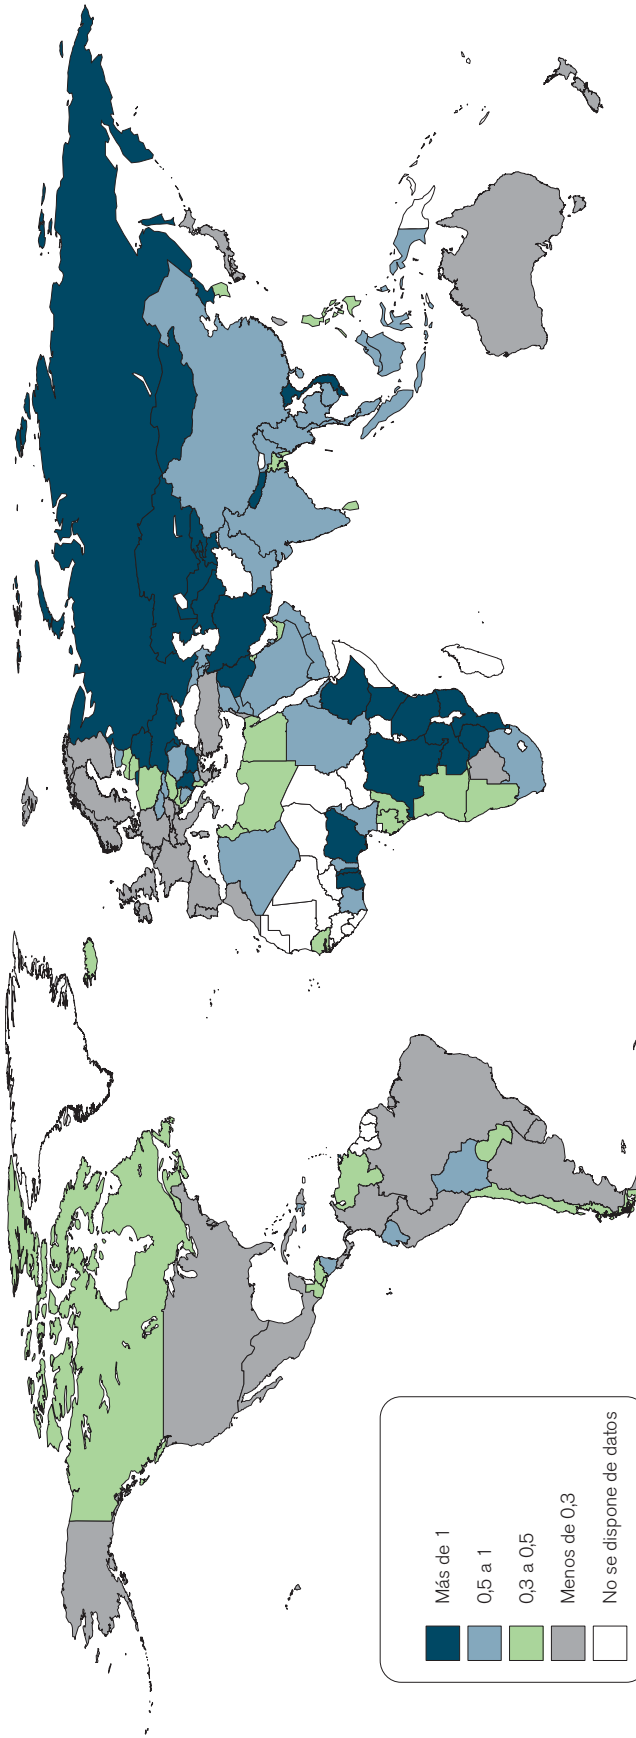 Más de 1
0,5 a 1
0,3 a 0,5
Menos de 0,3
No se dispone de datos